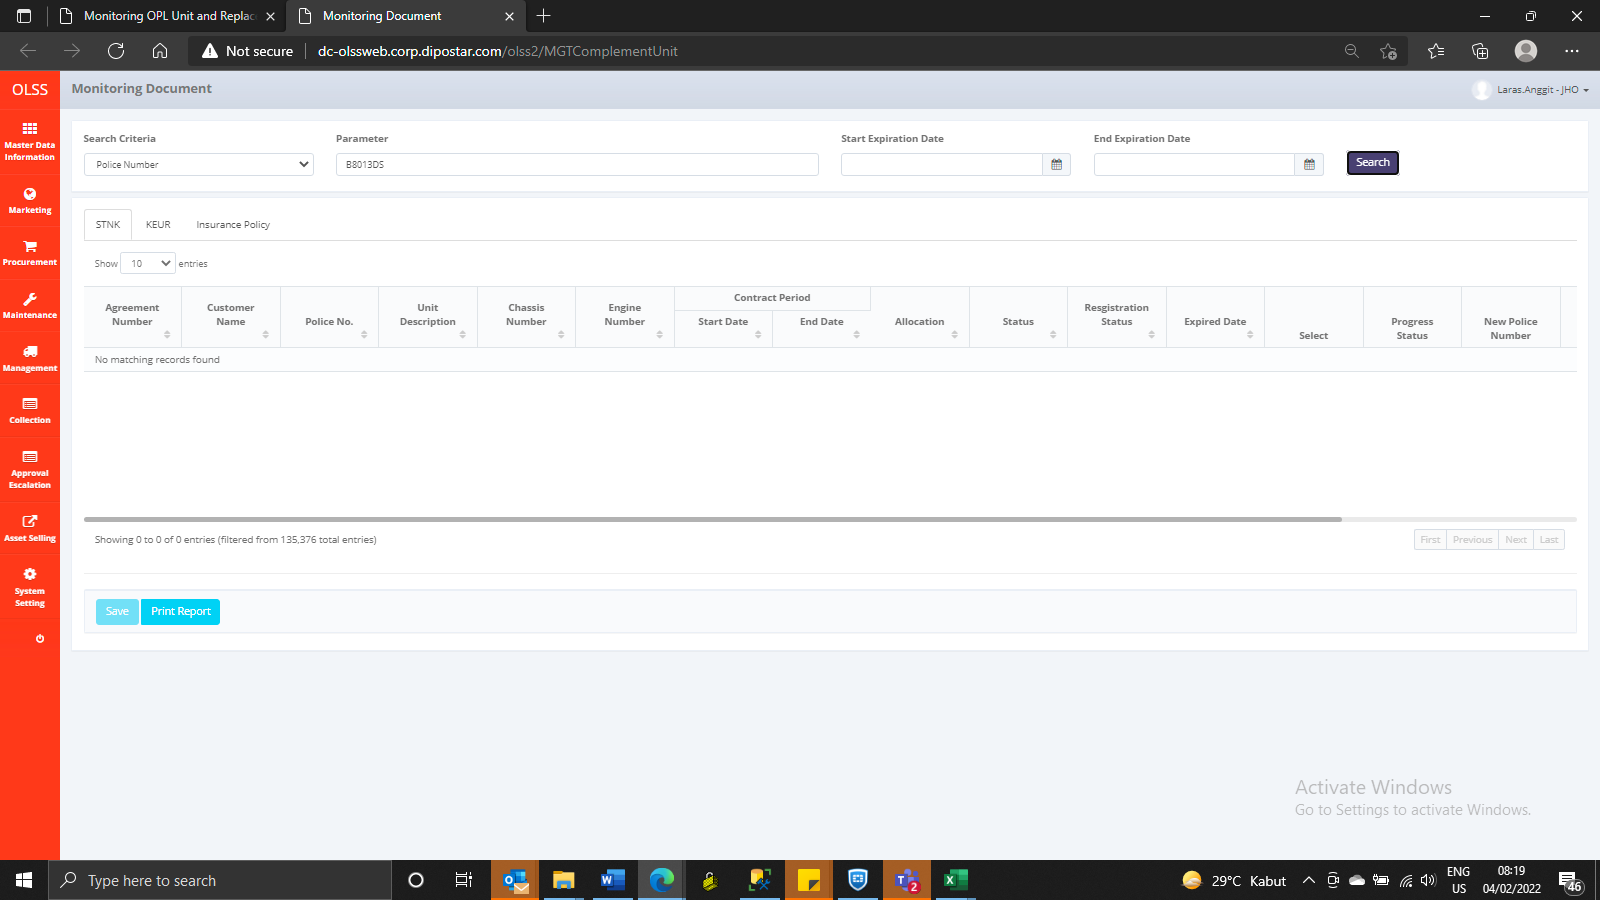 Monitoring OPL Unit and Replac
Monitoring Document
Not secure
dc-olssweb.corp.dipostar.com/olss2/MGTComplementUnit
OLSS
Monitoring Document
Laras.Anggit - JHO
Master Data
Information
Marketing
Procurement
Maintenance
Management
Collection
Approval
Escalation
Asset Selling
System
Setting
Search Criteria
Parameter
Start Expiration Date
End Expiration Date
Police Number
B8013DS
Search
STNK
KEUR
Insurance Policy
Show 10 entries
Agreement
Number
Customer
Name
Police No.
Unit
Description
Chassis
Number
Engine
Number
Contract Period
Start Date
End Date
Allocation
Status
Resgistration
Status
Expired Date
Select
Progress
Status
New Police
Number
No matching records found
Showing 0 to 0 of 0 entries (filtered from 135,376 total entries)
First
Previous
Next
Last
Save
Print Report
Activate Windows
Go to Settings to activate Windows.
Type here to search
2
29°C Kabut
ENG
US
08:19
04/02/2022
46